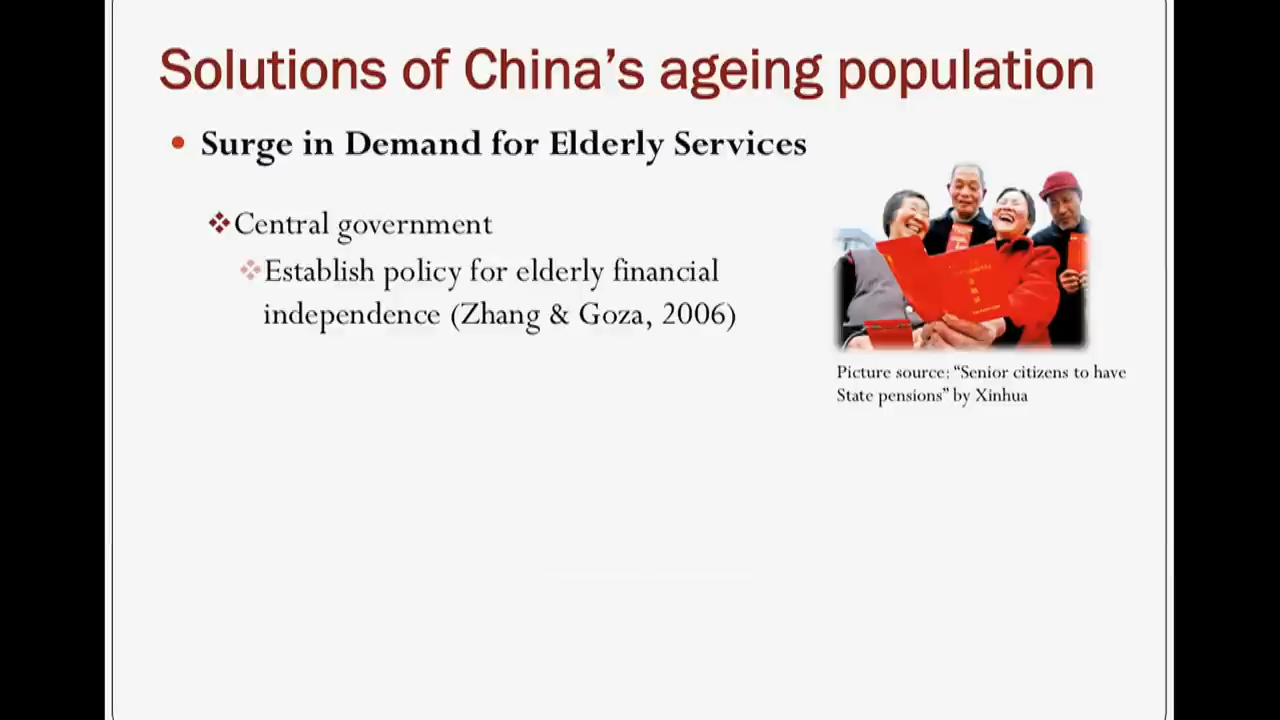 Solutions of China’s ageing population
Surge in Demand for Elderly Services
Central government
Establish policy for elderly financial
independence (Zhang & Goza, 2006)
Picture source: “Senior citizens to have
State pensions” by Xinhua